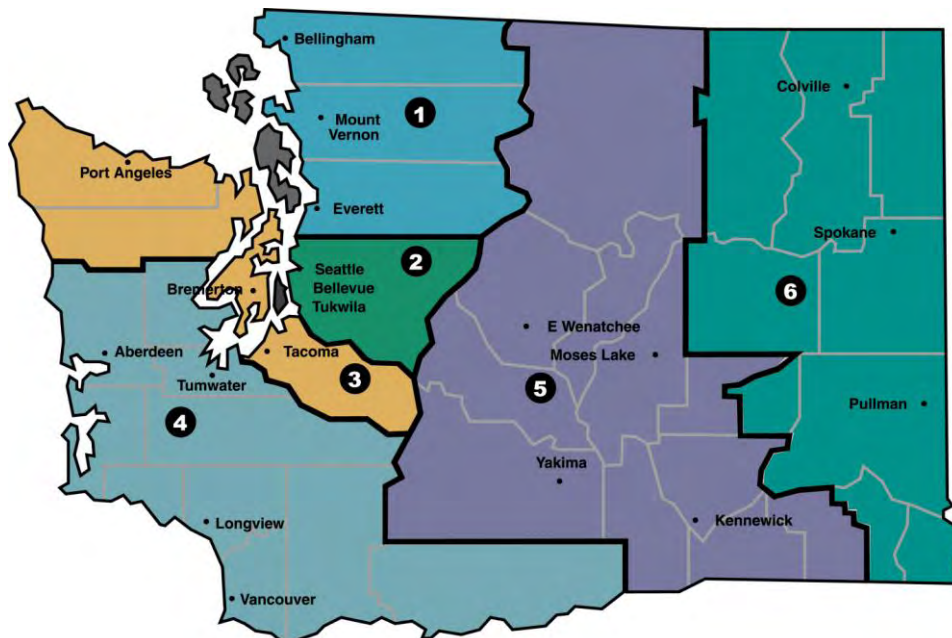 Bellingham
Colville
1
Mount
Vernon
Port Angeles
Everett
Spokane
2
Seattle
Bellevue
Tukwila
Bremerton
6
E Wenatchee
Aberdeen
Tacoma
Moses Lake
Tumwater
3
5
Pullman
4
Yakima
Longview
Kennewick
Vancouver